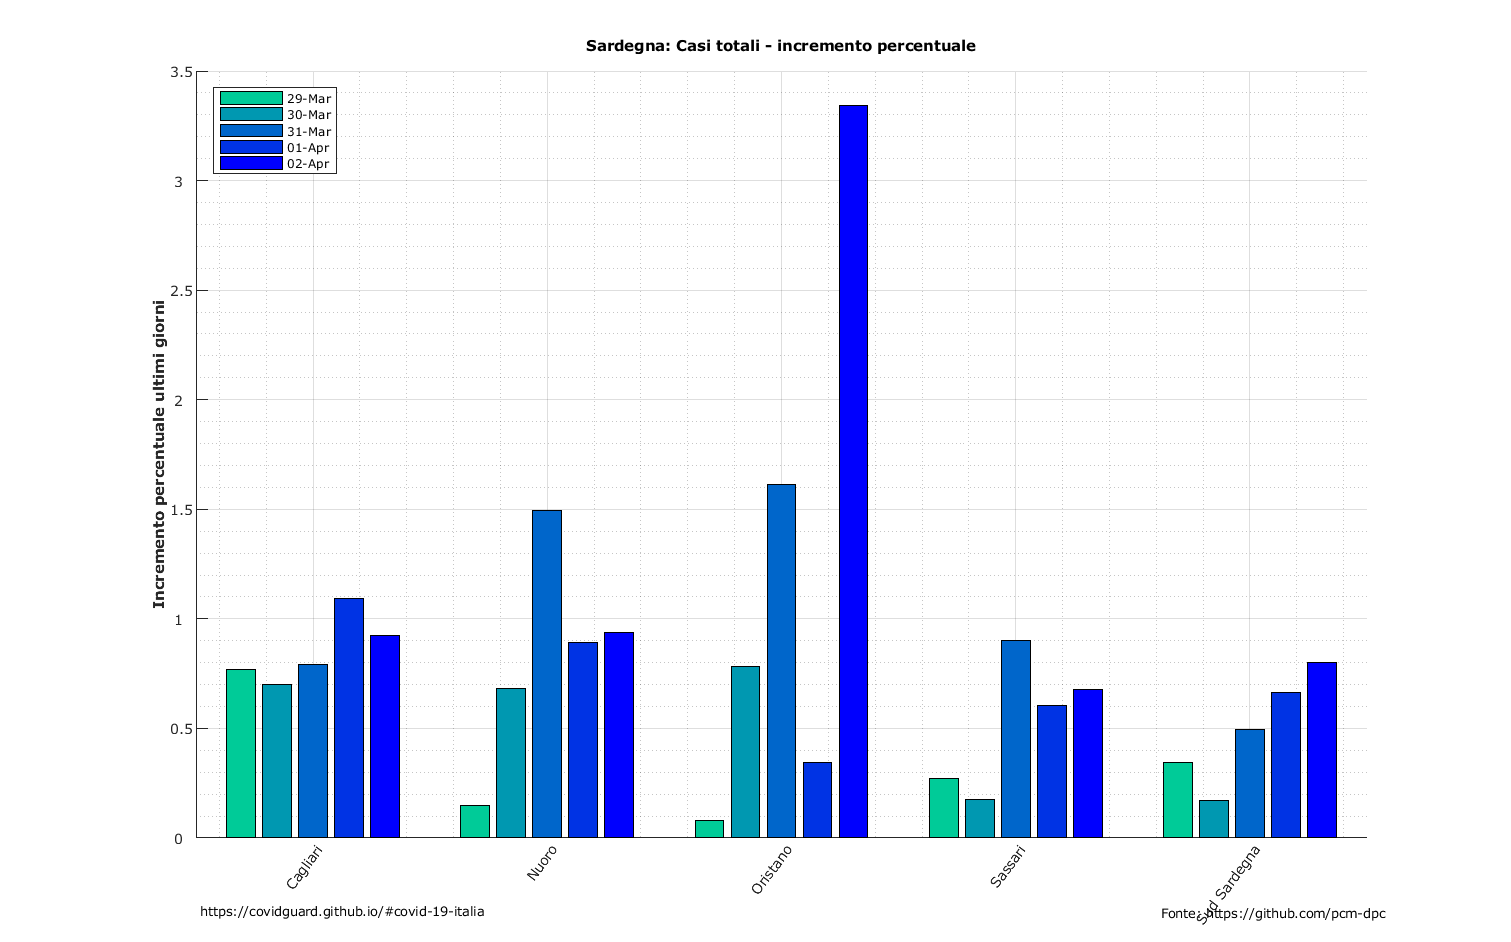 Sardegna: Casi totali - incremento percentuale
3.5
3
2.5
2
1.5
1
0.5
0
Incremento percentuale ultimi giorni
29-Mar
30-Mar
31-Mar
01-Apr
02-Apr
Cagliari
Nuoro
Oristano
Sassari
Sud Sardegna
https://covidguard.github.io/#covid-19-italia
Fonte: https://github.com/pcm-dpc